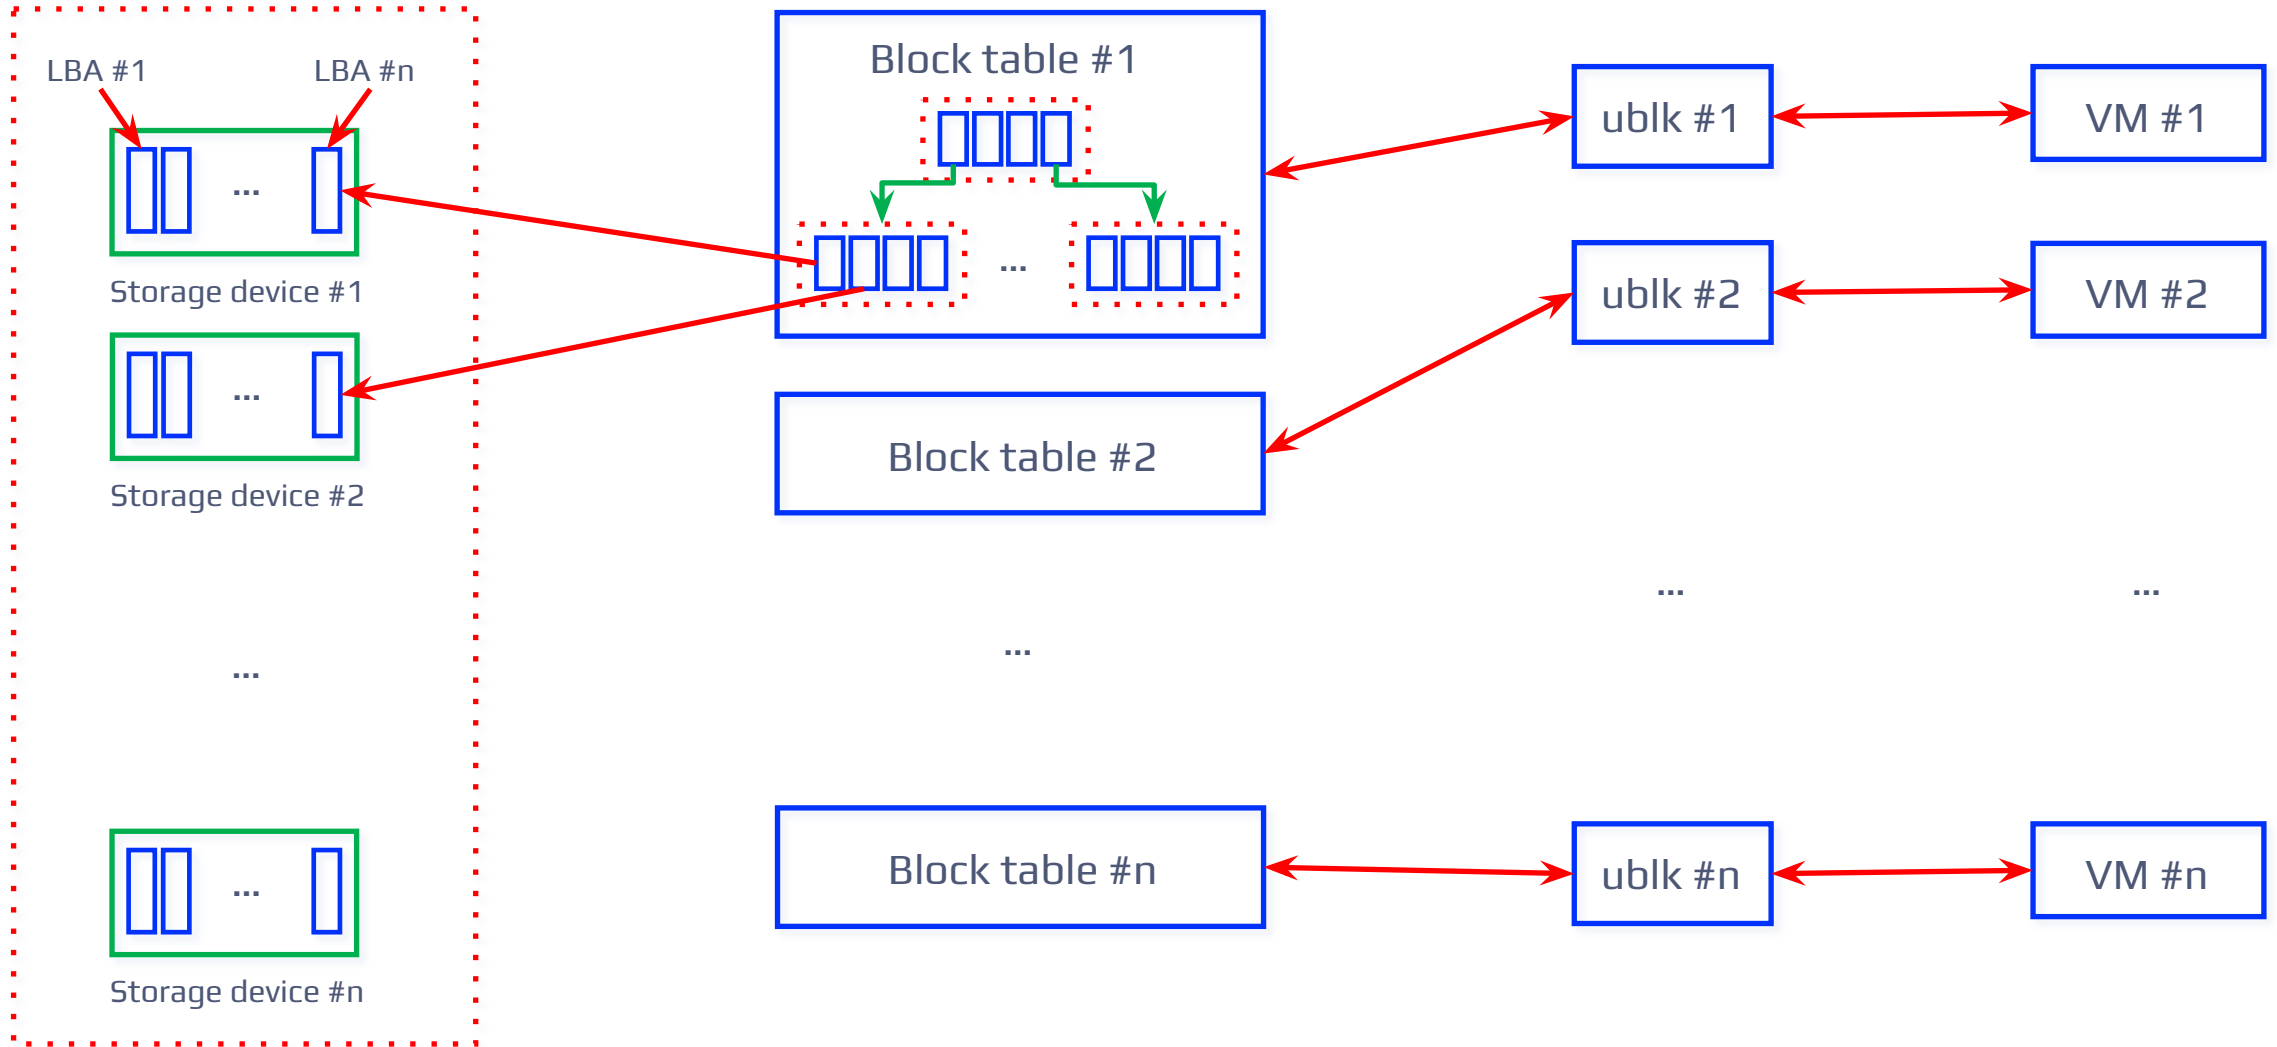 LBA #1
LBA #n
...
Storage device #1
...
Storage device #2
...
...
Storage device #n
Block table #1
...
Block table #2
...
Block table #n
ublk #1
ublk #2
...
ublk #n
VM #1
VM #2
...
VM #n